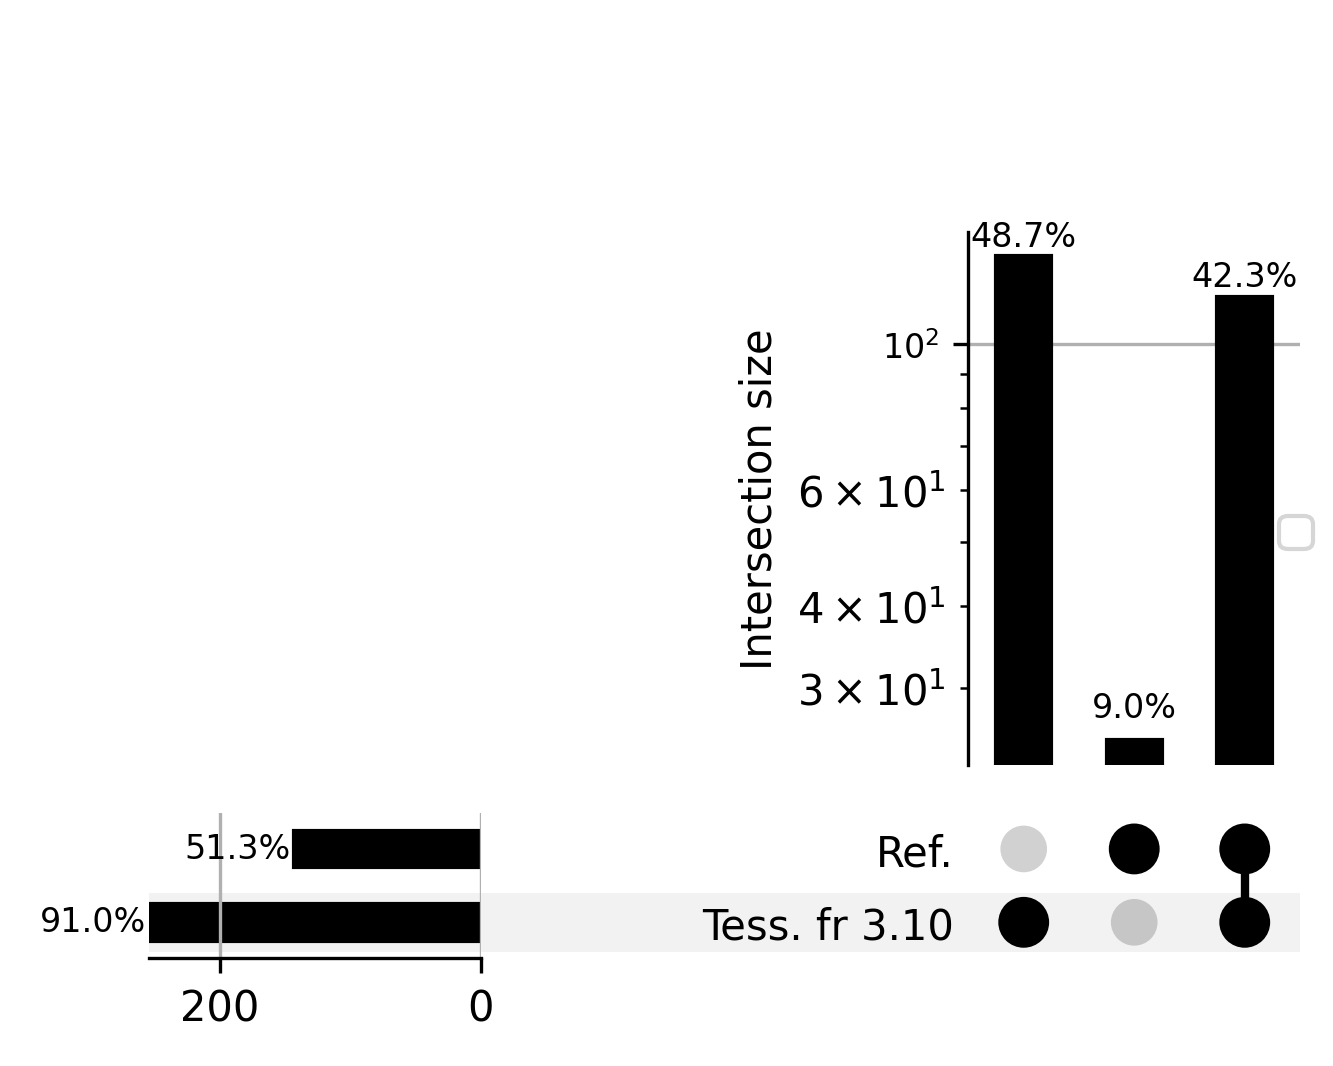 48.7%
42.3%
10²
6 × 10¹
4 × 10¹
3 × 10¹
Intersection size
9.0%
51.3%
Ref.
91.0%
Tess. fr 3.10
200
0